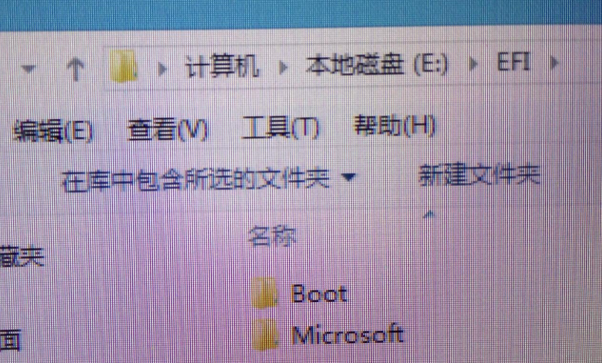 计算机 本地磁盘 (E:) EFI
编辑(E) 查看(V) 工具(T) 帮助(H)
在库中包含所选的文件夹 新建文件夹
名称
藏夹
Boot
Microsoft
面